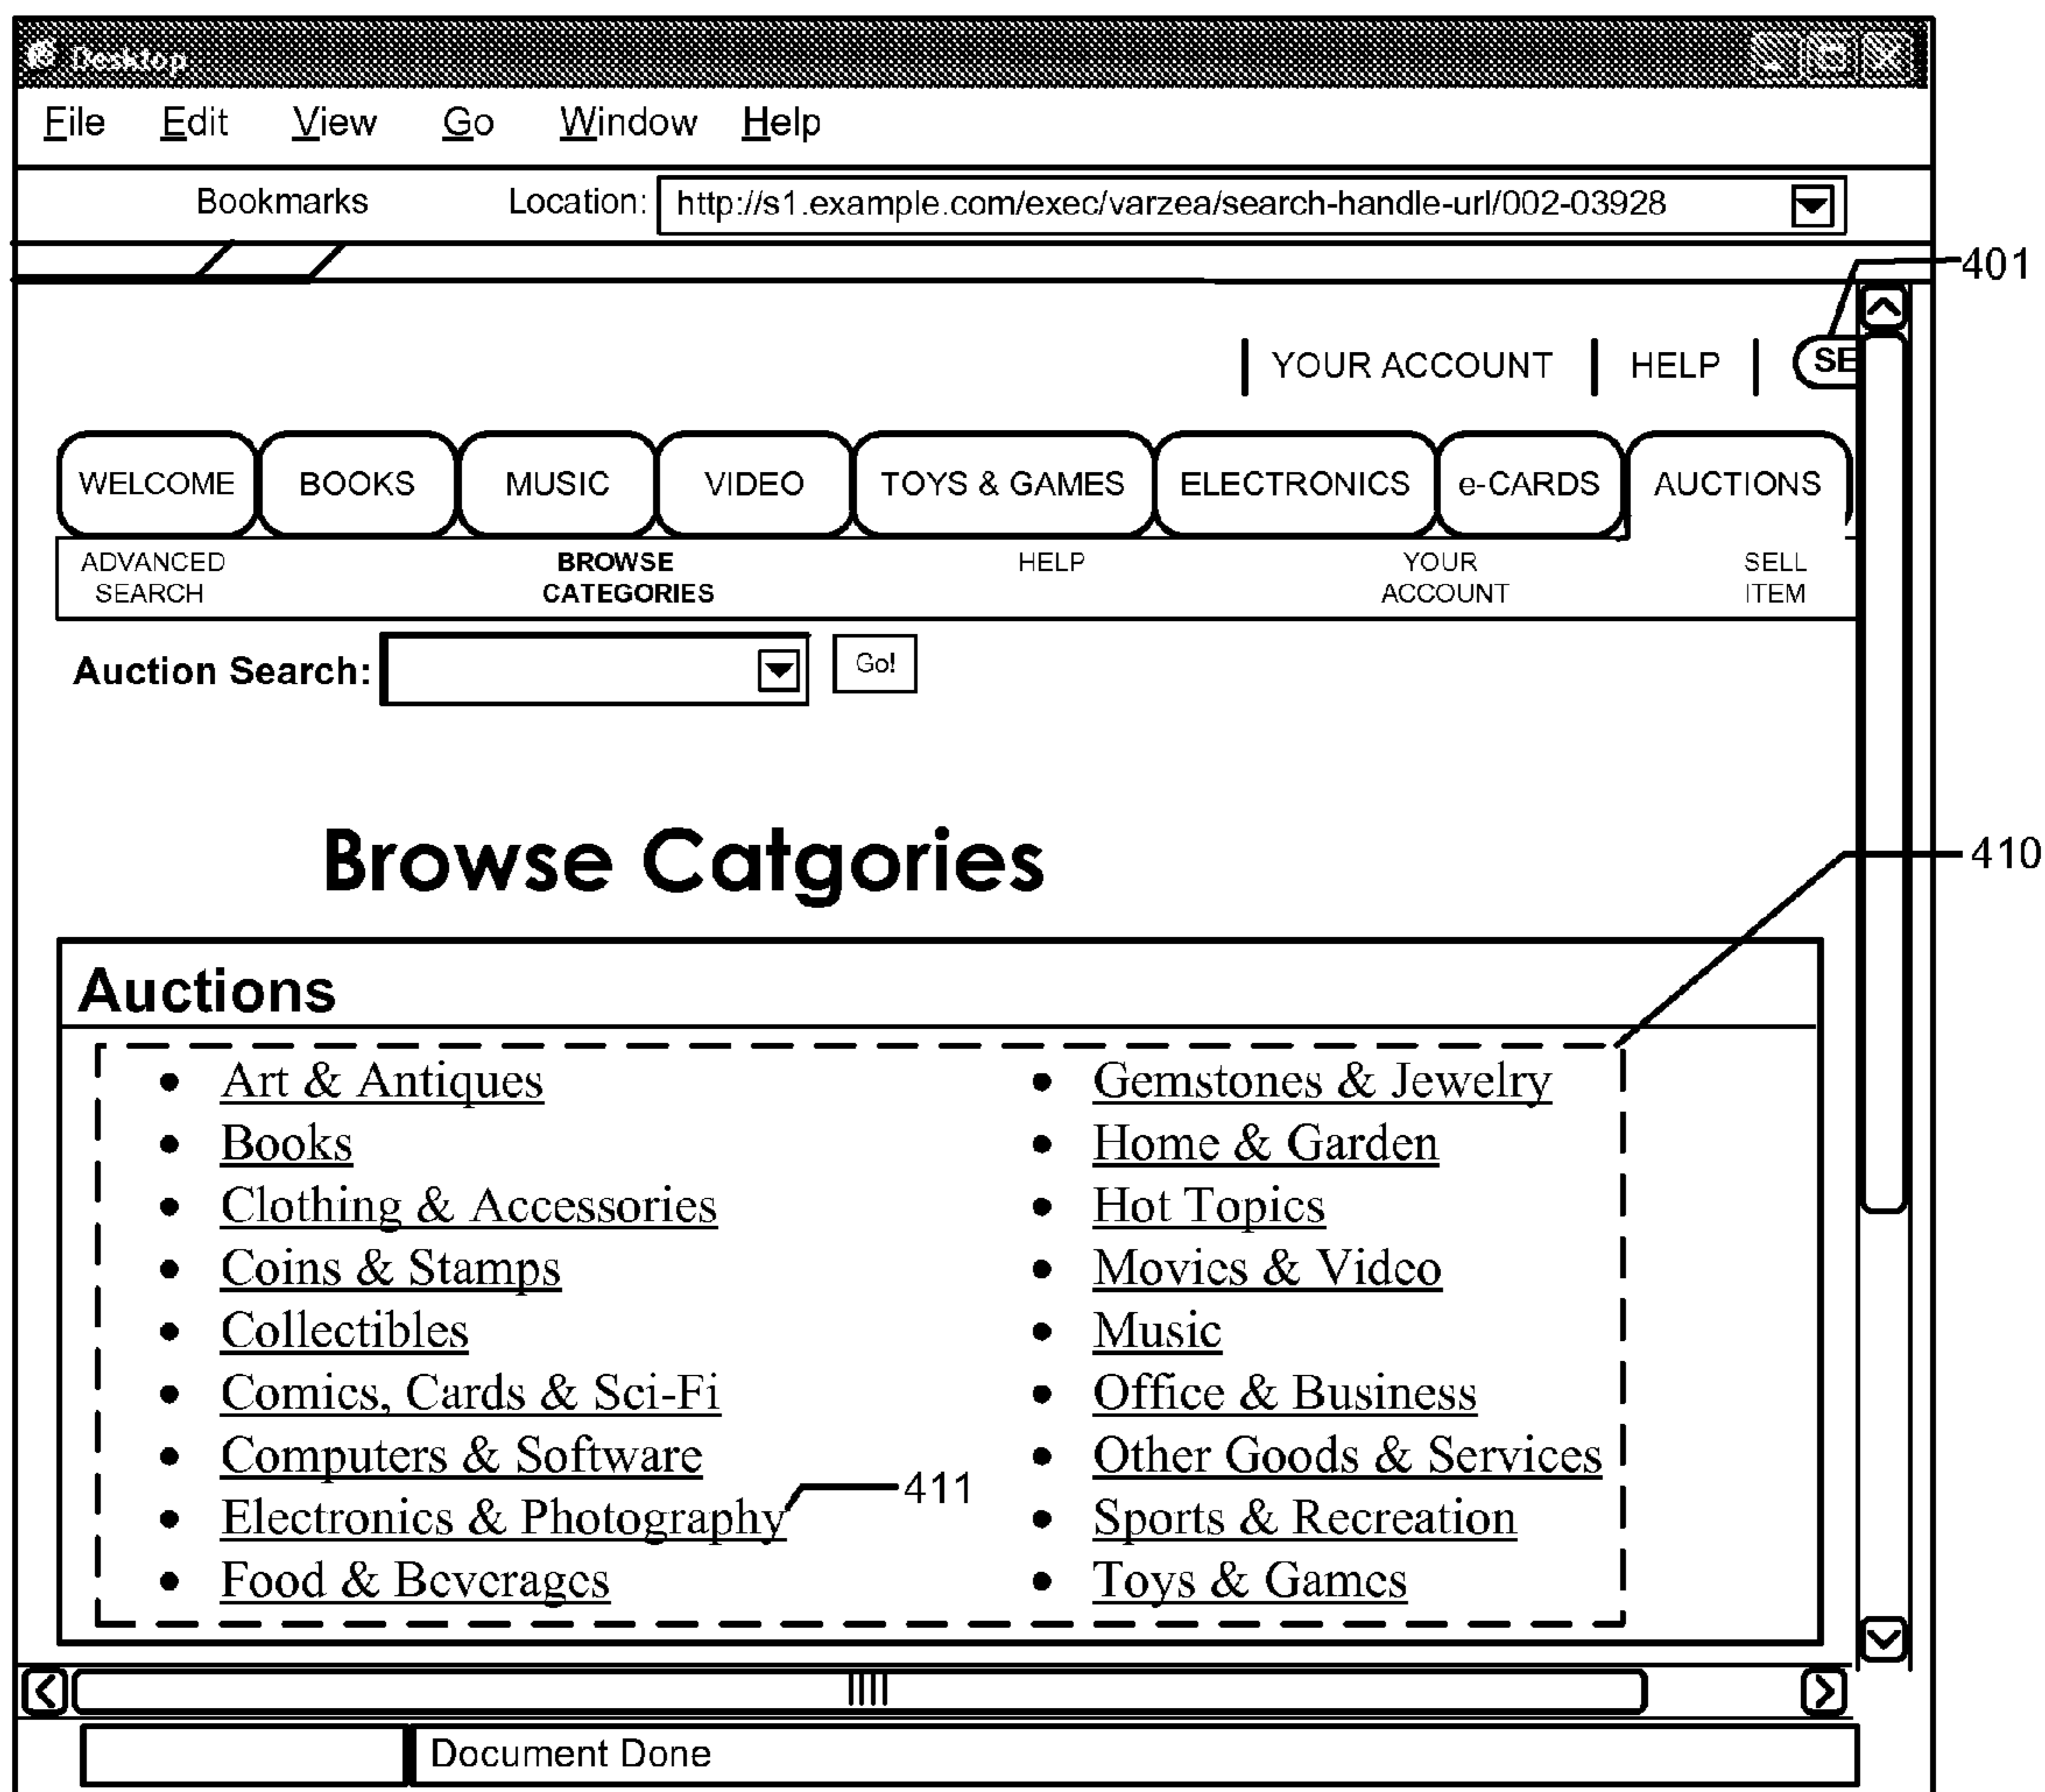 Desktop
File Edit View Go Window Help
Bookmarks Location: http://s1.example.com/exec/varzea/search-handle-url/002-03928
401
YOUR ACCOUNT HELP SE
WELCOME BOOKS MUSIC VIDEO TOYS & GAMES ELECTRONICS e-CARDS AUCTIONS
ADVANCED SEARCH BROWSE CATEGORIES HELP YOUR ACCOUNT SELL ITEM
Auction Search: Go!
Browse Catgories
410
Auctions
• Art & Antiques
• Books
• Clothing & Accessories
• Coins & Stamps
• Collectibles
• Comics, Cards & Sci-Fi
• Computers & Software
• Electronics & Photography
411
• Food & Beverages
• Gemstones & Jewelry
• Home & Garden
• Hot Topics
• Movies & Video
• Music
• Office & Business
• Other Goods & Services
• Sports & Recreation
• Toys & Games
Document Done